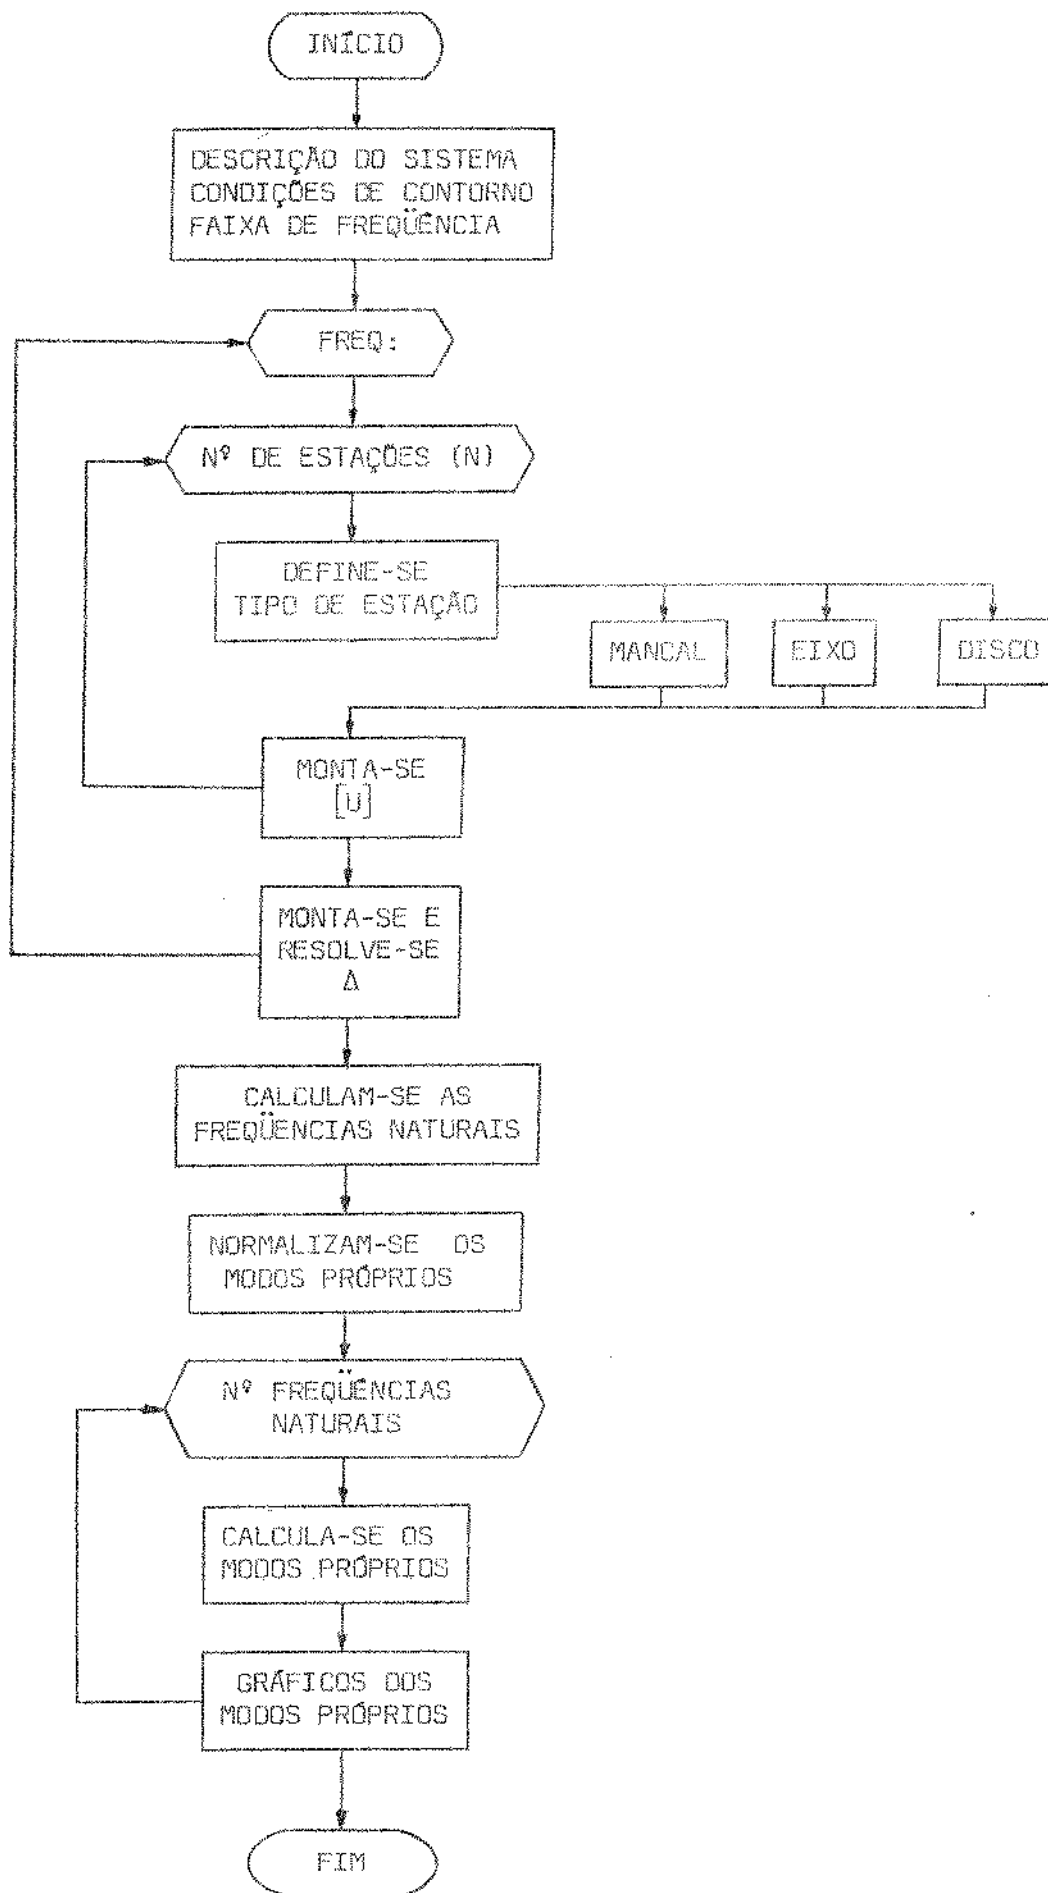 INÍCIO
DESCRIÇÃO DO SISTEMA
CONDIÇÕES DE CONTORNO
FAIXA DE FREQÜÊNCIA
FREQ:
Nº DE ESTAÇÕES (N)
DEFINE-SE
TIPO DE ESTAÇÃO
MANCAL
EIXO
DISCO
MONTA-SE
[U]
MONTA-SE E
RESOLVE-SE
Δ
CALCULAM-SE AS
FREQÜENCIAS NATURAIS
NORMALIZAM-SE OS
MODOS PRÓPRIOS
Nº FREQÜÊNCIAS
NATURAIS
CALCULA-SE OS
MODOS PRÓPRIOS
GRÁFICOS DOS
MODOS PRÓPRIOS
FIM